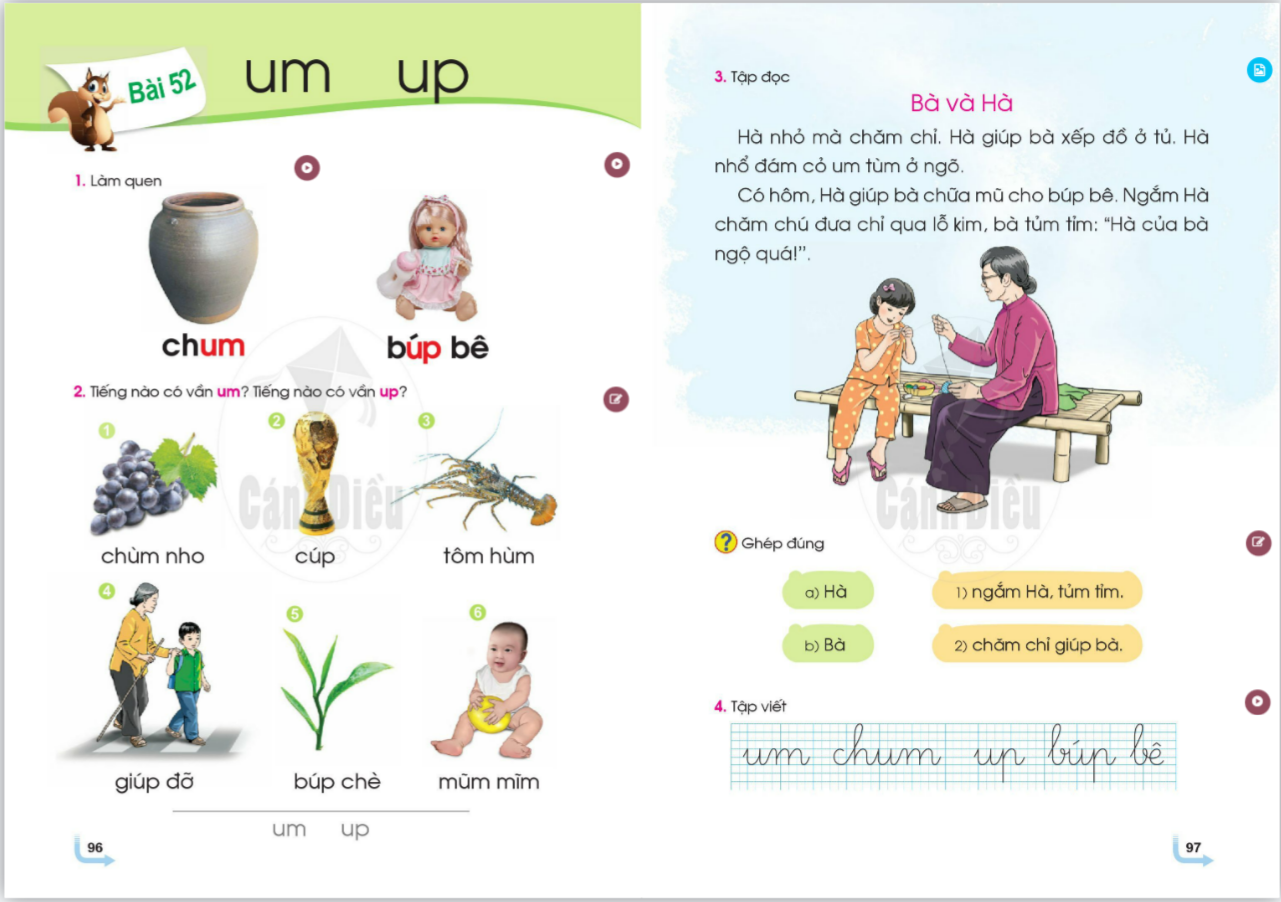 Bài 52
um up
1. Làm quen
chum
búp bê
2. Tiếng nào có vần um? Tiếng nào có vần up?
1
2
3
chùm nho
cúp
tôm hùm
4
5
6
giúp đỡ
búp chè
mũm mĩm
um up
96
3. Tập đọc
Bà và Hà
Hà nhỏ mà chăm chỉ. Hà giúp bà xếp đồ ở tủ. Hà
nhổ đám cỏ um tùm ở ngõ.
Có hôm, Hà giúp bà chữa mũ cho búp bê. Ngắm Hà
chăm chú đưa chỉ qua lỗ kim, bà tủm tỉm: “Hà của bà
ngộ quá!”.
? Ghép đúng
a) Hà
1) ngắm Hà, tủm tỉm.
b) Bà
2) chăm chỉ giúp bà.
4. Tập viết
um chum up búp bê
97
Cánh Diều
Cánh Diều